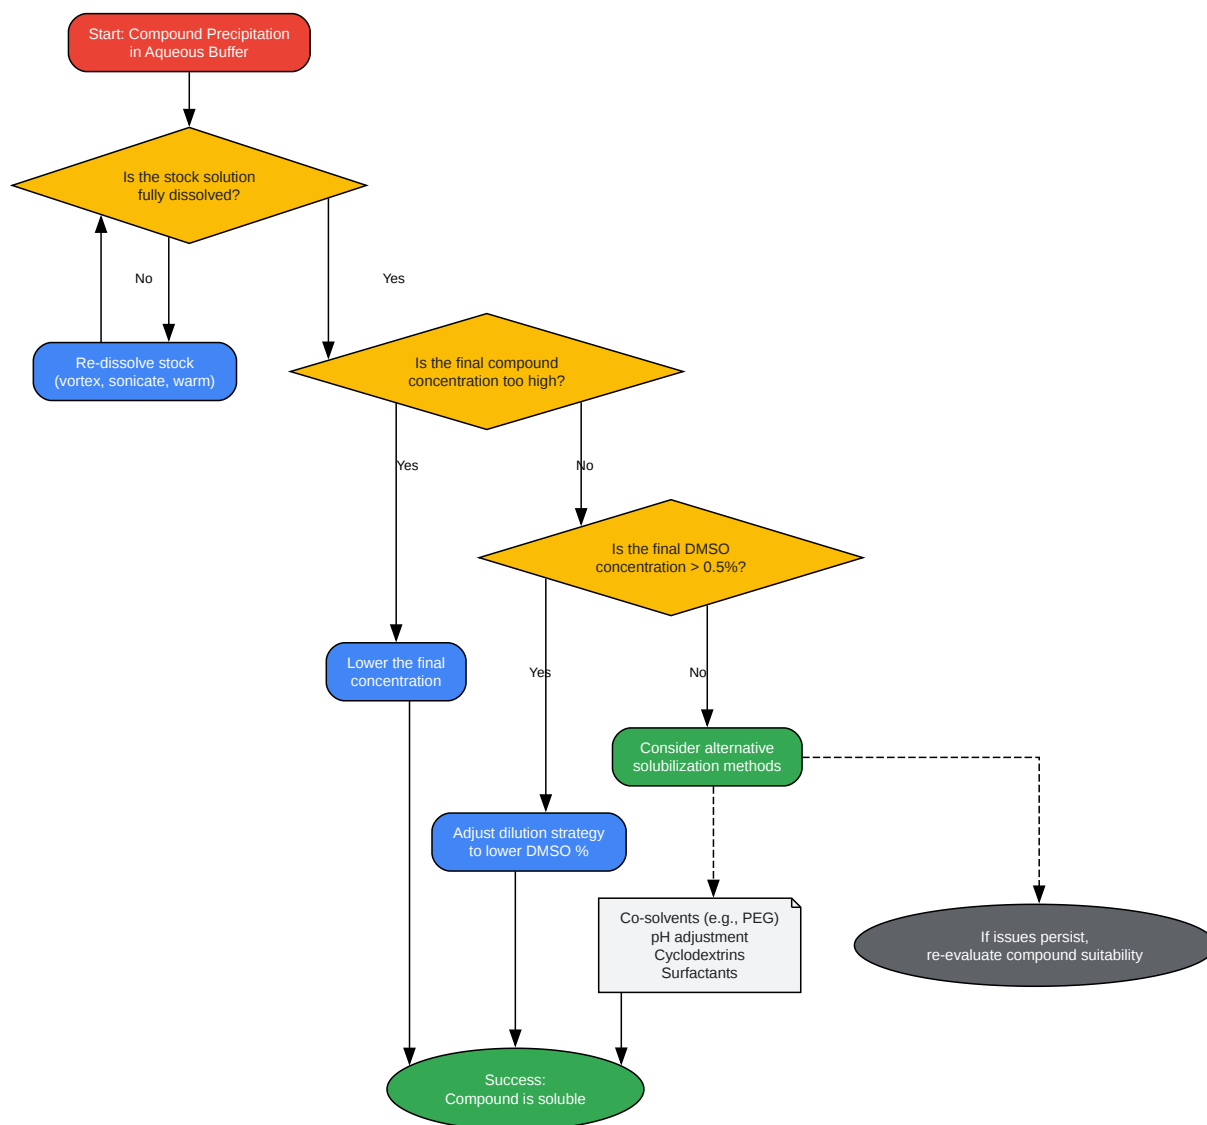 Start: Compound Precipitation
in Aqueous Buffer
Is the stock solution
fully dissolved?
No
Yes
Re-dissolve stock
(vortex, sonicate, warm)
Is the final compound
concentration too high?
Yes
No
Is the final DMSO
concentration > 0.5%?
Lower the final
concentration
Yes
No
Consider alternative
solubilization methods
Adjust dilution strategy
to lower DMSO %
Co-solvents (e.g., PEG)
pH adjustment
Cyclodextrins
Surfactants
If issues persist,
re-evaluate compound suitability
Success:
Compound is soluble